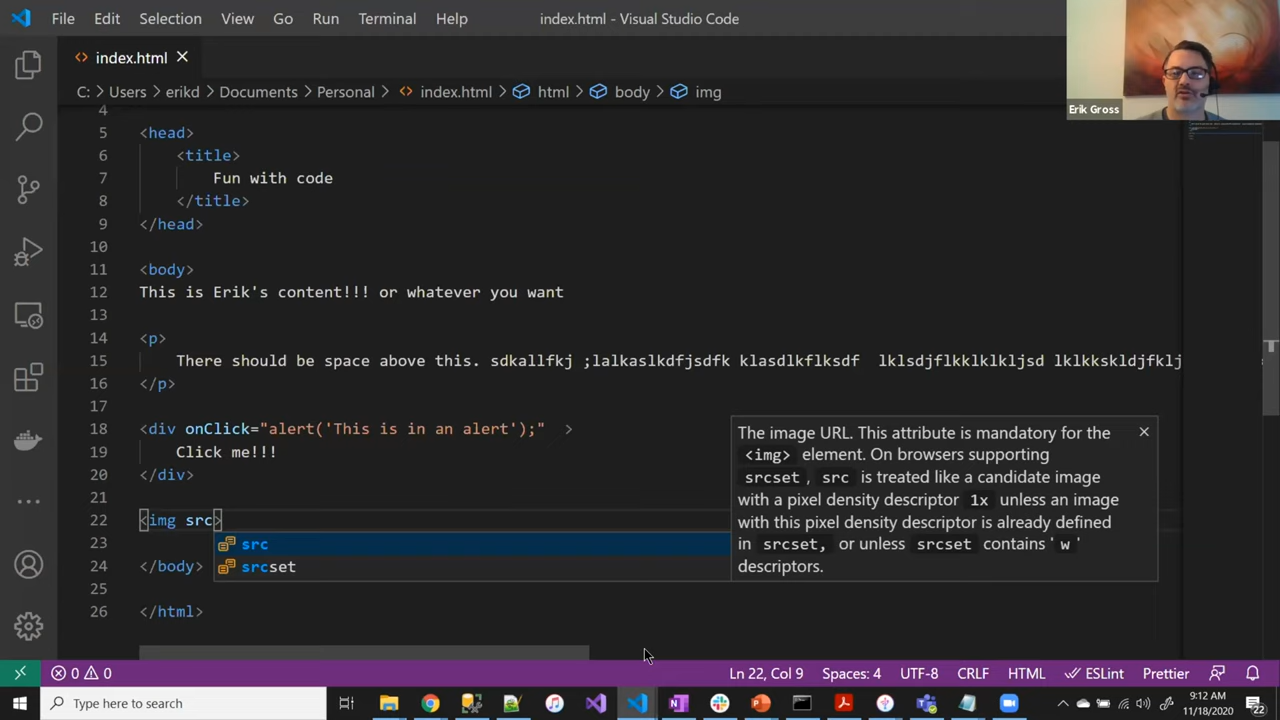 File Edit Selection View Go Run Terminal Help index.html - Visual Studio Code
index.html
C: Users erikd Documents Personal index.html html body img
Erik Gross
4
5 <head>
6 <title>
7 Fun with code
8 </title>
9 </head>
10
11 <body>
12 This is Erik's content!!! or whatever you want
13
14 <p>
15 There should be space above this. sdkallfkj ;lalkaslkdfjsdfk klasdlkflksdf lklsdjflkklklkljsd lklkkskldjfklj
16 </p>
17
18 <div onClick="alert('This is in an alert');" >
19 Click me!!!
20 </div>
21
22 <img src>
23
24 </body>
25
26 </html>
src
srcset
The image URL. This attribute is mandatory for the
<img> element. On browsers supporting
srcset, src is treated like a candidate image
with a pixel density descriptor 1x unless an image
with this pixel density descriptor is already defined
in srcset, or unless srcset contains ' w '
descriptors.
0 0 Ln 22, Col 9 Spaces: 4 UTF-8 CRLF HTML ESLint Prettier
Type here to search
9:12 AM
11/18/2020
22